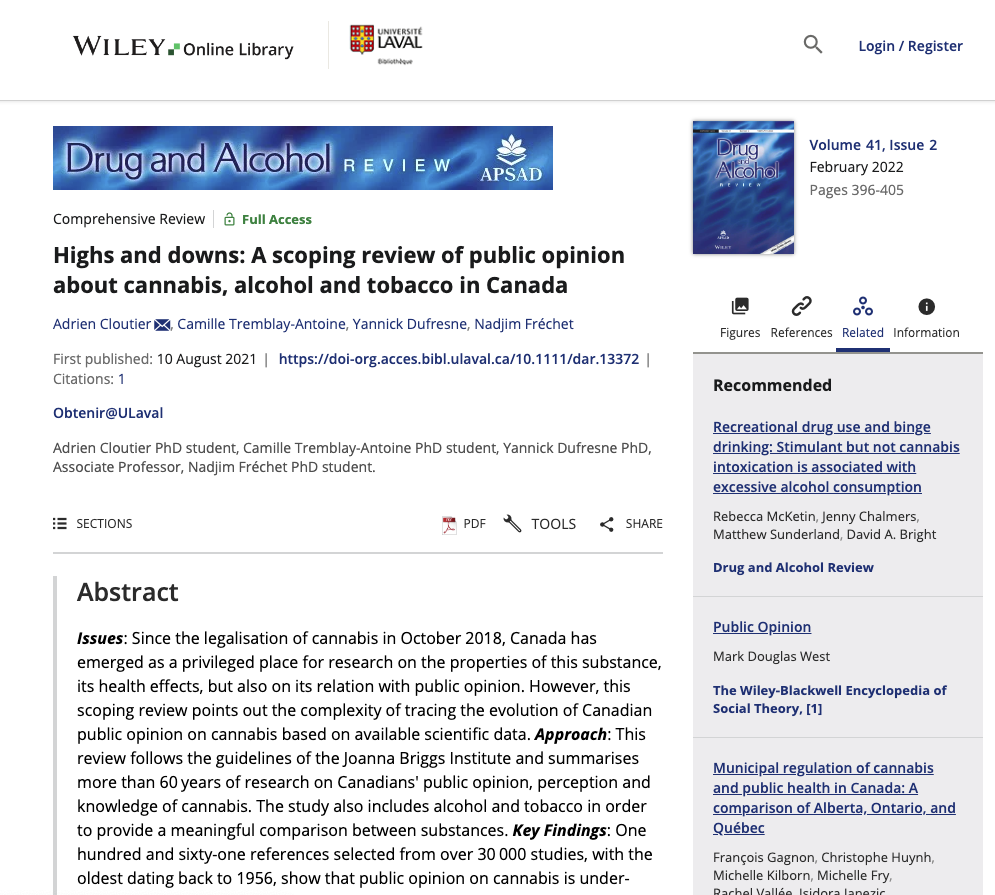 WILEY Online Library
UNIVERSITÉ
LAVAL
Bibliothèque
Login / Register
Drug and Alcohol REVIEW APSAD
Drug
and
Alcohol
REVIEW
APSAD
WILEY
Volume 41, Issue 2
February 2022
Pages 396-405
Comprehensive Review
Full Access
Highs and downs: A scoping review of public opinion
about cannabis, alcohol and tobacco in Canada
Adrien Cloutier, Camille Tremblay-Antoine, Yannick Dufresne, Nadjim Fréchet
First published: 10 August 2021 | https://doi-org.acces.bibl.ulaval.ca/10.1111/dar.13372 |
Citations: 1
Obtenir@ULaval
Adrien Cloutier PhD student, Camille Tremblay-Antoine PhD student, Yannick Dufresne PhD,
Associate Professor, Nadjim Fréchet PhD student.
SECTIONS
PDF
TOOLS
SHARE
Abstract
Issues: Since the legalisation of cannabis in October 2018, Canada has
emerged as a privileged place for research on the properties of this substance,
its health effects, but also on its relation with public opinion. However, this
scoping review points out the complexity of tracing the evolution of Canadian
public opinion on cannabis based on available scientific data. Approach: This
review follows the guidelines of the Joanna Briggs Institute and summarises
more than 60 years of research on Canadians' public opinion, perception and
knowledge of cannabis. The study also includes alcohol and tobacco in order
to provide a meaningful comparison between substances. Key Findings: One
hundred and sixty-one references selected from over 30 000 studies, with the
oldest dating back to 1956, show that public opinion on cannabis is under-
Figures
References
Related
Information
Recommended
Recreational drug use and binge
drinking: Stimulant but not cannabis
intoxication is associated with
excessive alcohol consumption
Rebecca McKetin, Jenny Chalmers,
Matthew Sunderland, David A. Bright
Drug and Alcohol Review
Public Opinion
Mark Douglas West
The Wiley-Blackwell Encyclopedia of
Social Theory, [1]
Municipal regulation of cannabis
and public health in Canada: A
comparison of Alberta, Ontario, and
Québec
François Gagnon, Christophe Huynh,
Michelle Kilborn, Michelle Fry,
Rachel Vallée, Isidora Janezic,